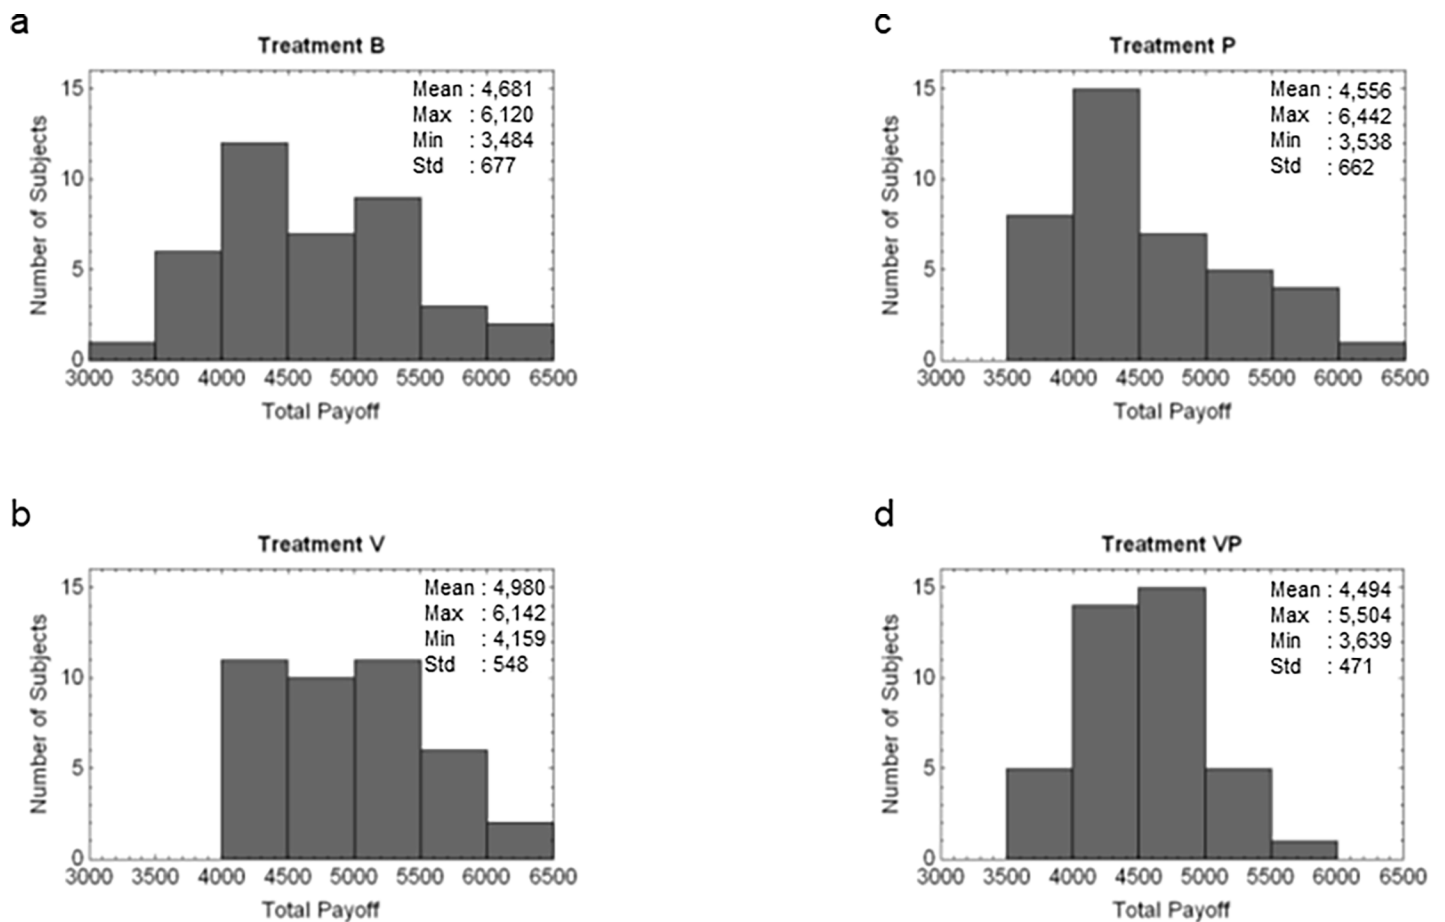 a
Treatment B
Mean : 4,681
Max : 6,120
Min : 3,484
Std : 677
Number of Subjects
15
10
5
0
3000 3500 4000 4500 5000 5500 6000 6500
Total Payoff
c
Treatment P
Mean : 4,556
Max : 6,442
Min : 3,538
Std : 662
Number of Subjects
15
10
5
0
3000 3500 4000 4500 5000 5500 6000 6500
Total Payoff
b
Treatment V
Mean : 4,980
Max : 6,142
Min : 4,159
Std : 548
Number of Subjects
15
10
5
0
3000 3500 4000 4500 5000 5500 6000 6500
Total Payoff
d
Treatment VP
Mean : 4,494
Max : 5,504
Min : 3,639
Std : 471
Number of Subjects
15
10
5
0
3000 3500 4000 4500 5000 5500 6000 6500
Total Payoff